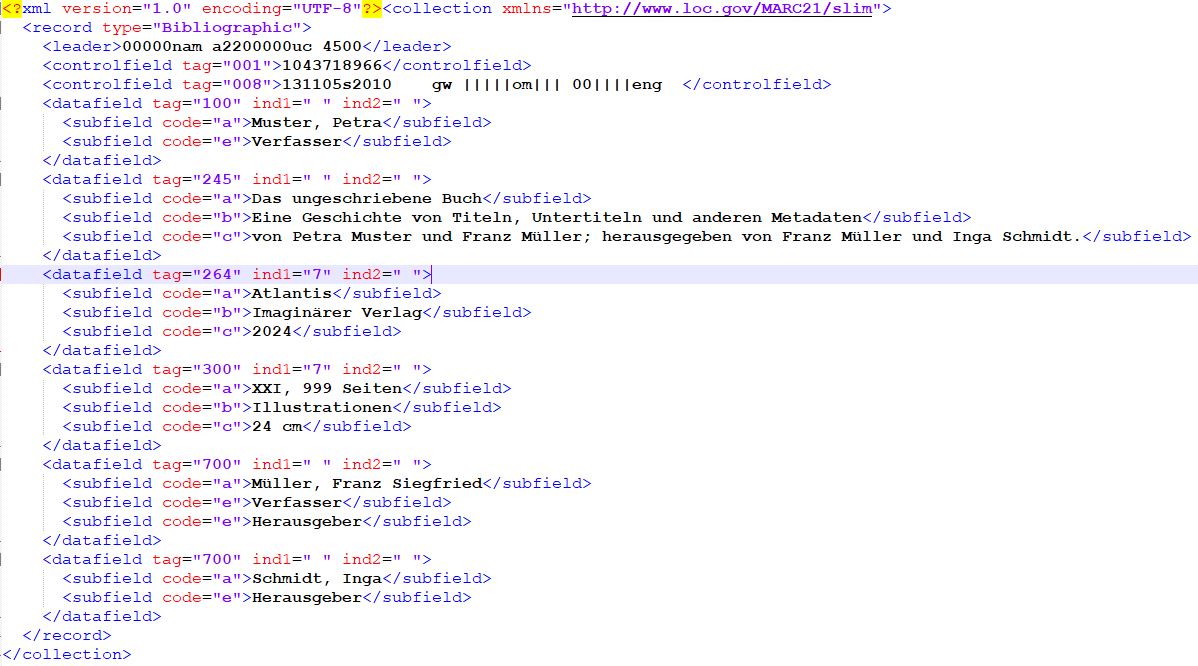 <?xml version="1.0" encoding="UTF-8"?><collection xmlns="http://www.loc.gov/MARC21/slim">
  <record type="Bibliographic">
    <leader>00000nam a2200000uc 4500</leader>
    <controlfield tag="001">1043718966</controlfield>
    <controlfield tag="008">131105s2010    gw |||||om||| 00||||eng  </controlfield>
    <datafield tag="100" ind1=" " ind2=" ">
      <subfield code="a">Muster, Petra</subfield>
      <subfield code="e">Verfasser</subfield>
    </datafield>
    <datafield tag="245" ind1=" " ind2=" ">
      <subfield code="a">Das ungeschriebene Buch</subfield>
      <subfield code="b">Eine Geschichte von Titeln, Untertiteln und anderen Metadaten</subfield>
      <subfield code="c">von Petra Muster und Franz Müller; herausgegeben von Franz Müller und Inga Schmidt.</subfield>
    </datafield>
    <datafield tag="264" ind1="7" ind2=" ">
      <subfield code="a">Atlantis</subfield>
      <subfield code="b">Imaginärer Verlag</subfield>
      <subfield code="c">2024</subfield>
    </datafield>
    <datafield tag="300" ind1="7" ind2=" ">
      <subfield code="a">XXI, 999 Seiten</subfield>
      <subfield code="b">Illustrationen</subfield>
      <subfield code="c">24 cm</subfield>
    </datafield>
    <datafield tag="700" ind1=" " ind2=" ">
      <subfield code="a">Müller, Franz Siegfried</subfield>
      <subfield code="e">Verfasser</subfield>
      <subfield code="e">Herausgeber</subfield>
    </datafield>
    <datafield tag="700" ind1=" " ind2=" ">
      <subfield code="a">Schmidt, Inga</subfield>
      <subfield code="e">Herausgeber</subfield>
    </datafield>
  </record>
</collection>